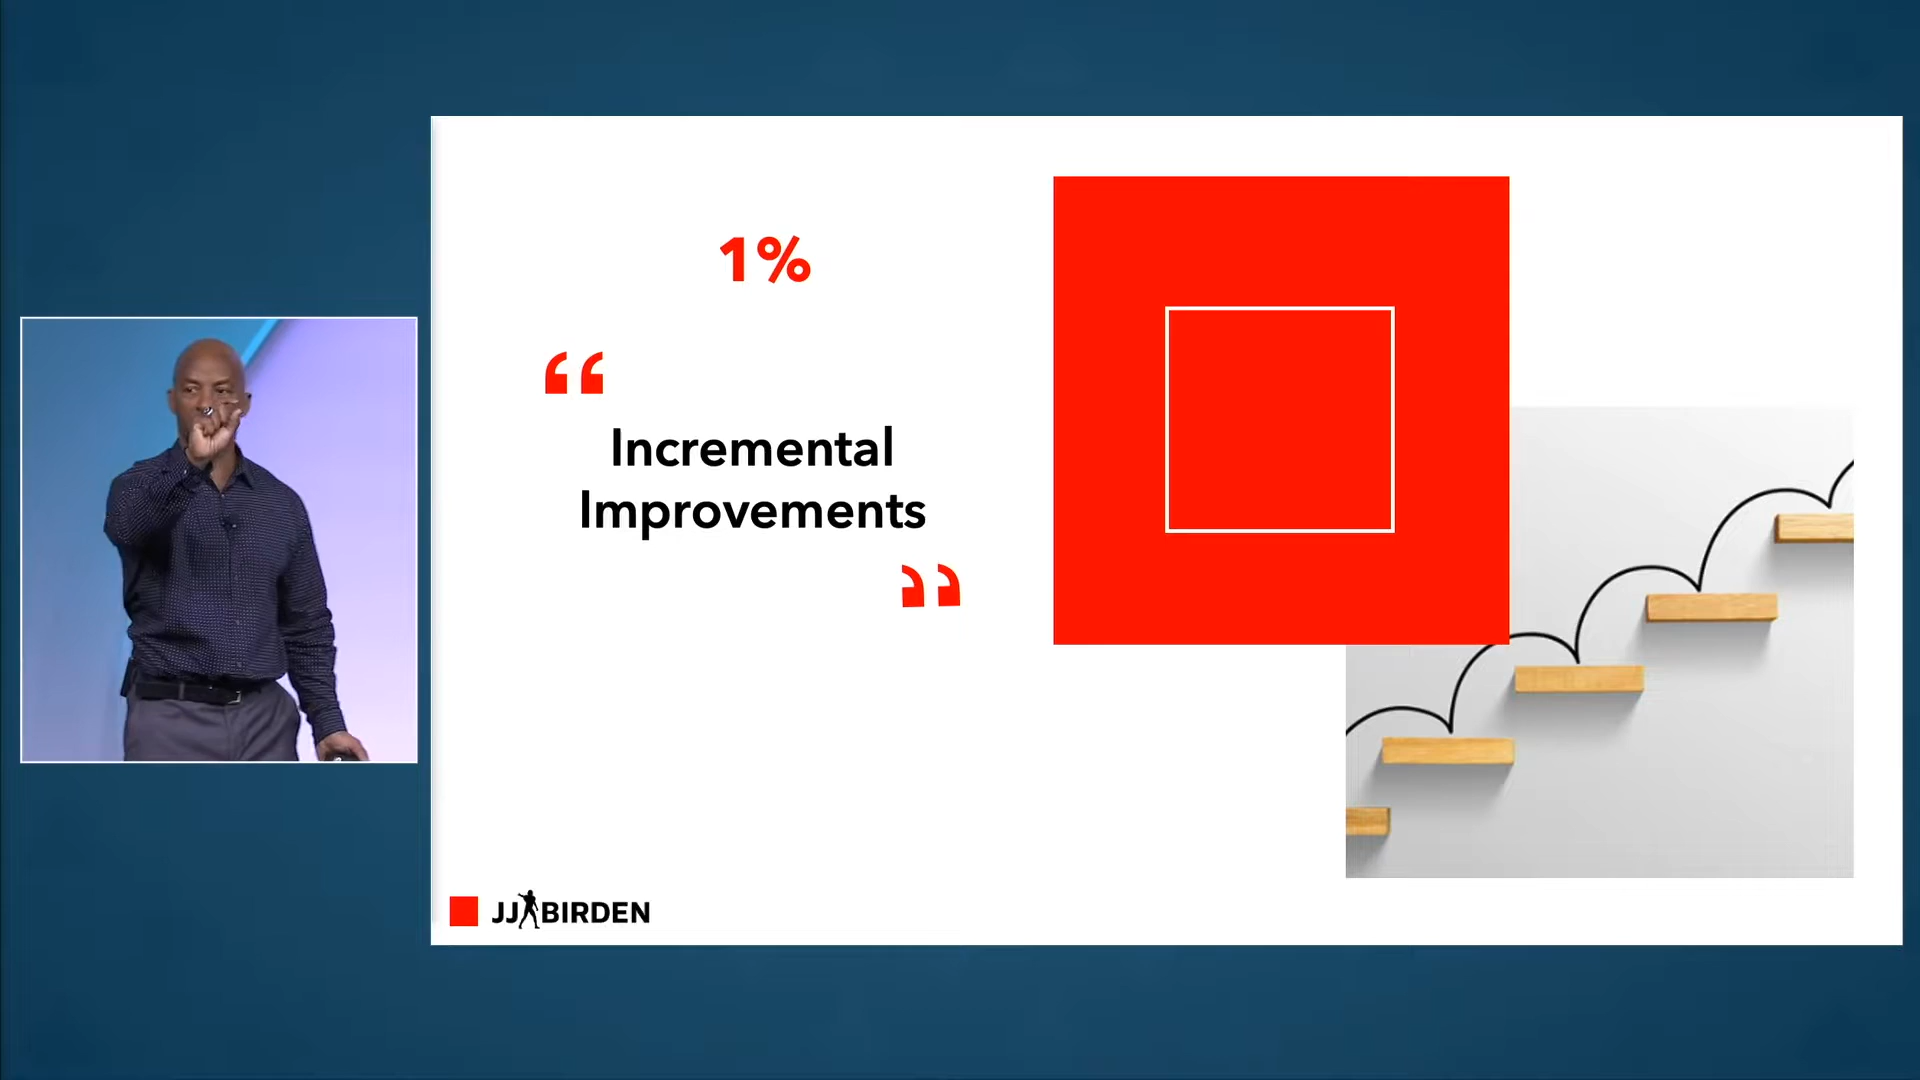 1%
“
Incremental
Improvements
”
JJ BIRDEN